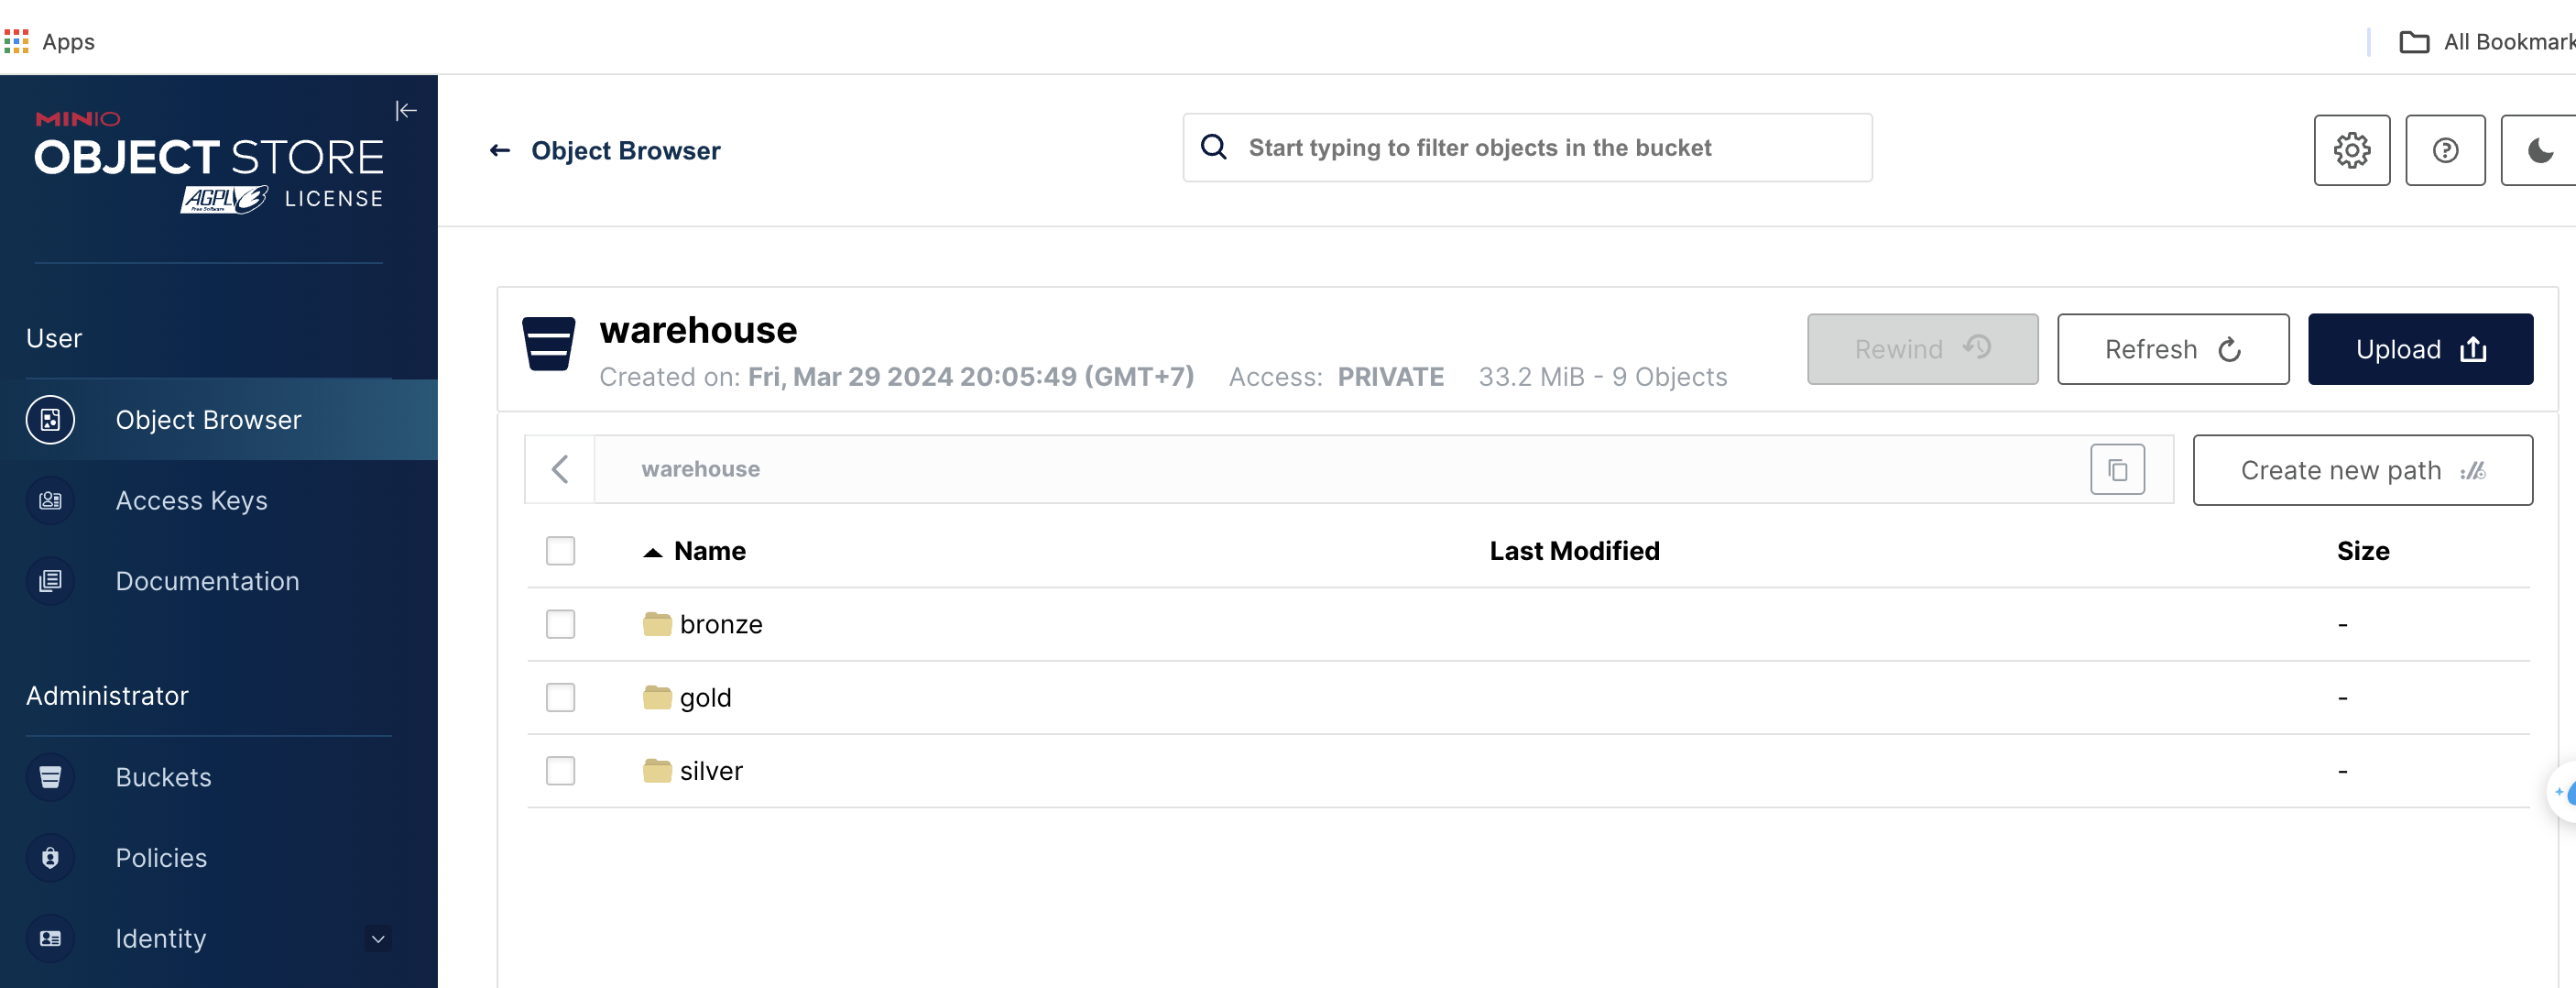 Apps
All Bookmark
MINIO
OBJECT STORE
AGPLv3 LICENSE
Free Software
Object Browser
Start typing to filter objects in the bucket
User
Object Browser
Access Keys
Documentation
Administrator
Buckets
Policies
Identity
warehouse
Created on: Fri, Mar 29 2024 20:05:49 (GMT+7) Access: PRIVATE 33.2 MiB - 9 Objects
Rewind
Refresh
Upload
warehouse
Create new path
Name Last Modified Size
bronze -
gold -
silver -